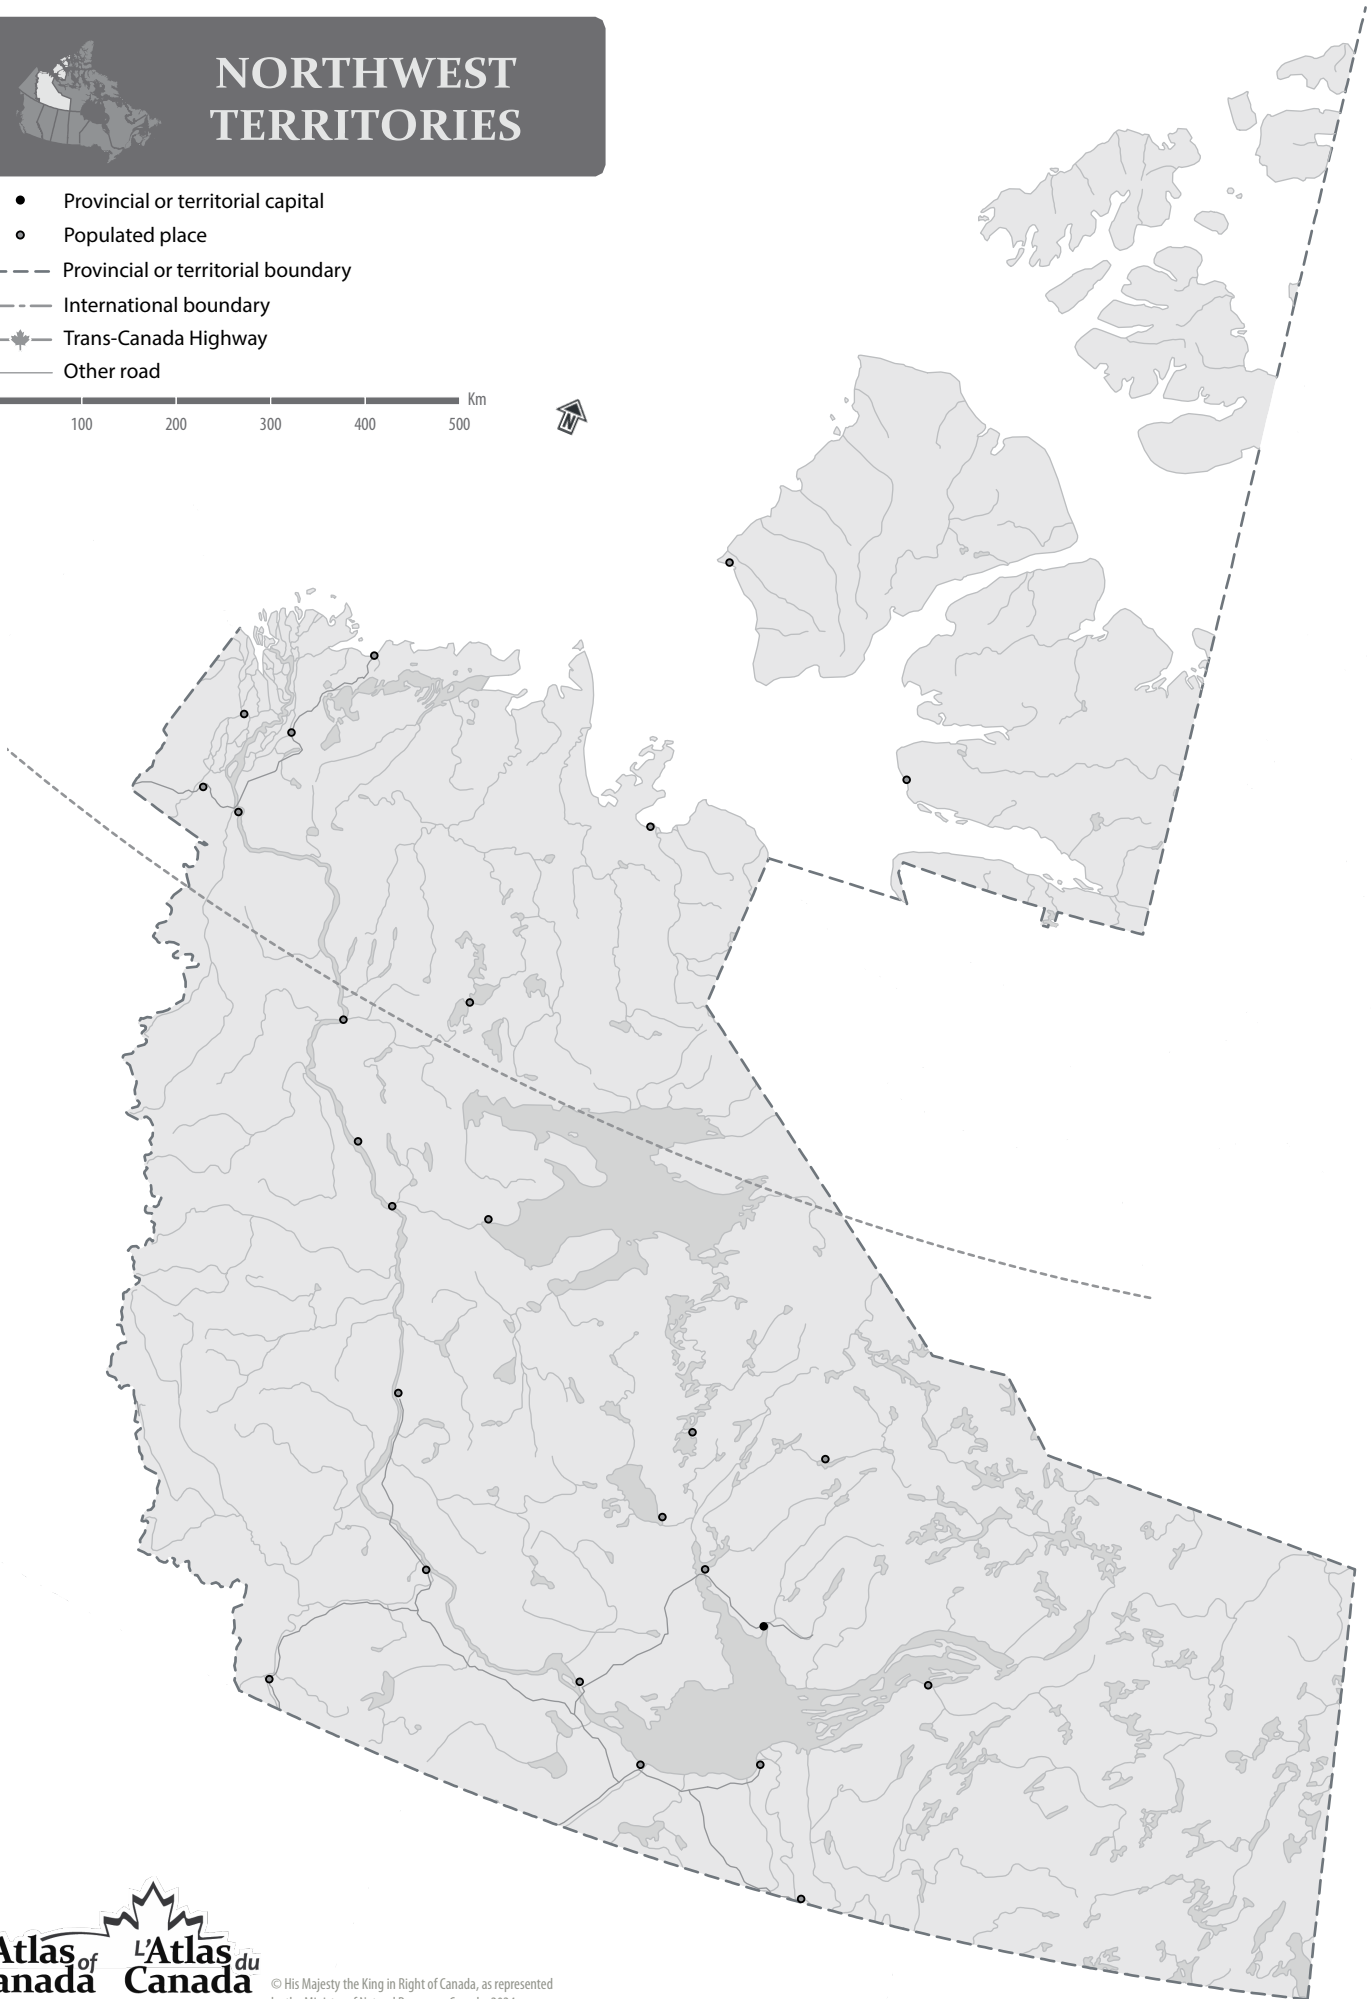 NORTHWEST
TERRITORIES
Provincial or territorial capital
Populated place
Provincial or territorial boundary
International boundary
Trans-Canada Highway
Other road
Km
100 200 300 400 500
N
Atlas of L'Atlas du
anada Canada
© His Majesty the King in Right of Canada, as represented